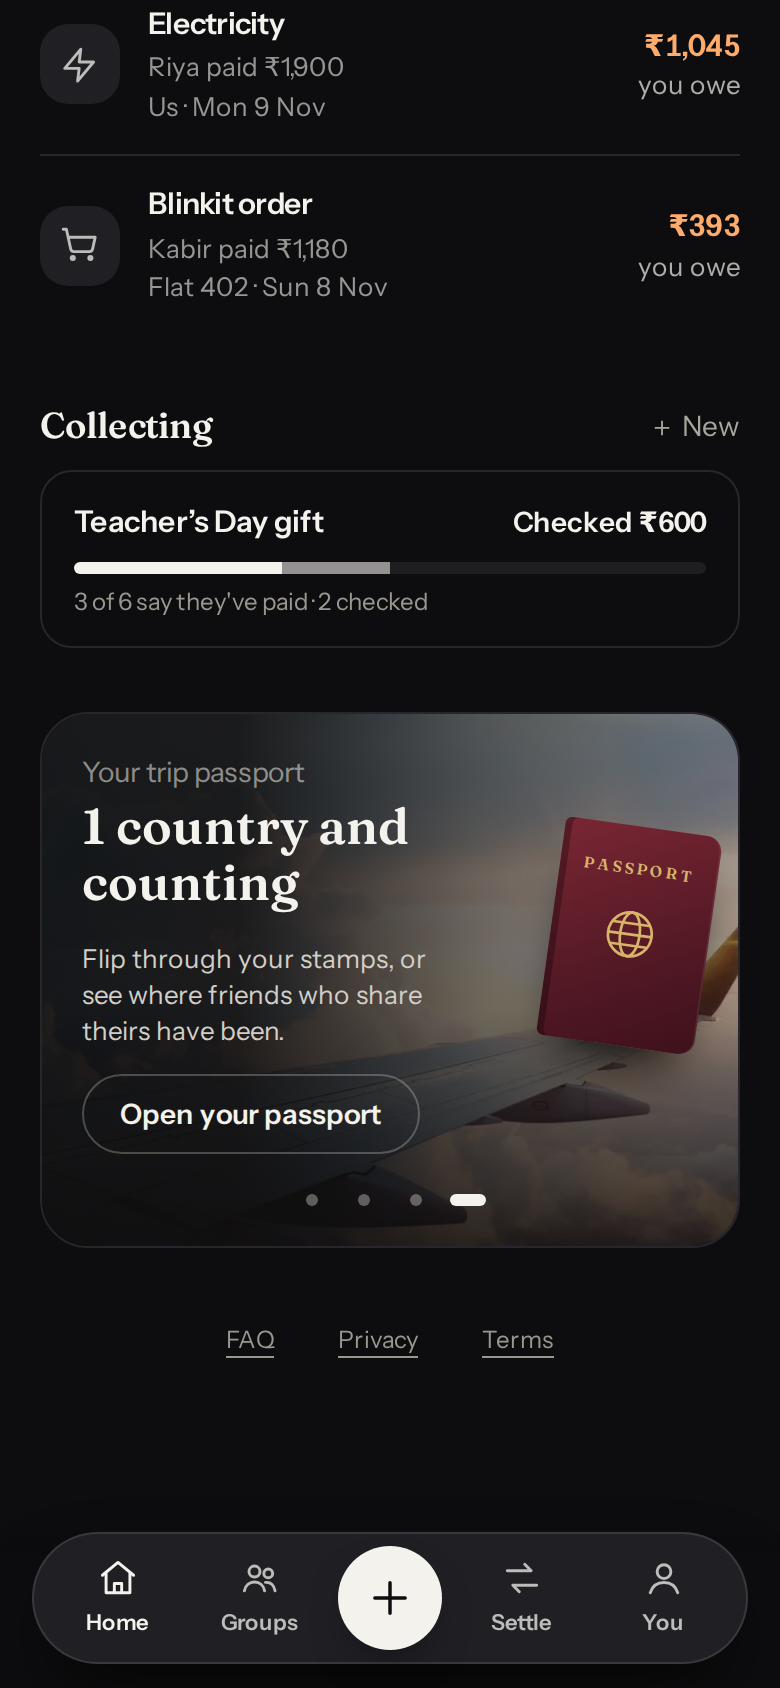 Electricity
Riya paid ₹1,900
Us · Mon 9 Nov
₹1,045
you owe
Blinkit order
Kabir paid ₹1,180
Flat 402 · Sun 8 Nov
₹393
you owe
Collecting
+ New
Teacher’s Day gift
Checked ₹600
3 of 6 say they've paid · 2 checked
Your trip passport
1 country and
counting
Flip through your stamps, or
see where friends who share
theirs have been.
Open your passport
PASSPORT
FAQ
Privacy
Terms
Home
Groups
Settle
You